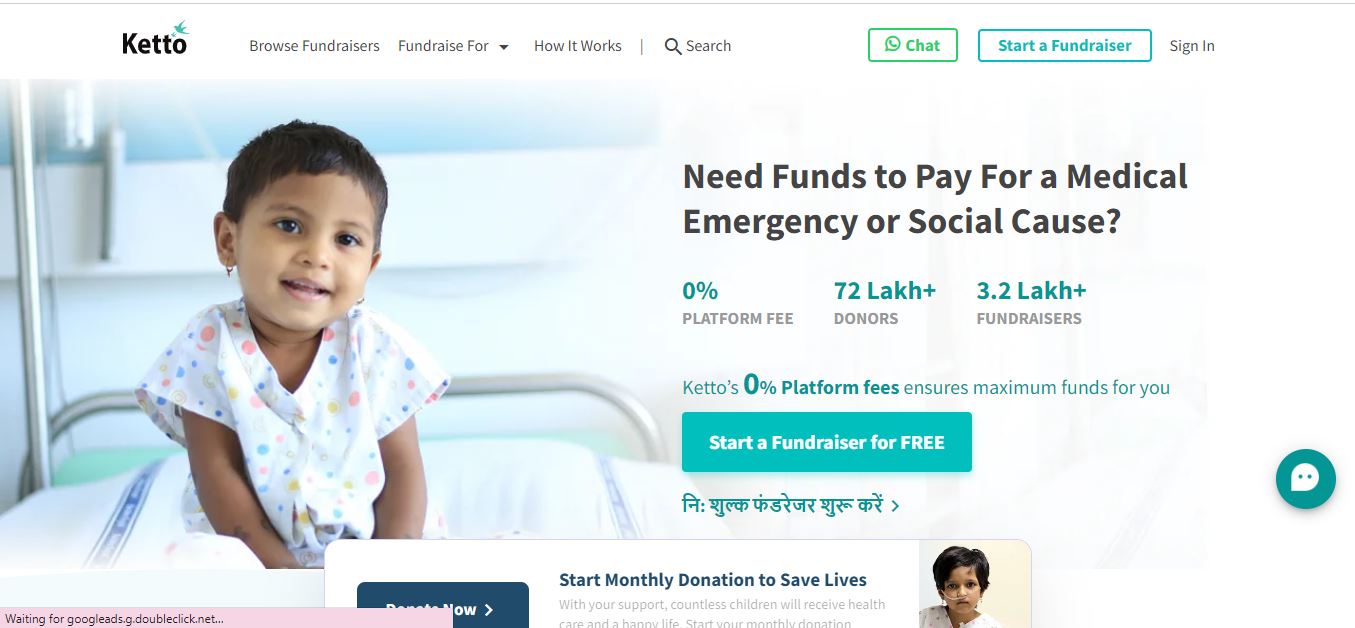 Ketto
Browse Fundraisers
Fundraise For
How It Works
|
Search
Chat
Start a Fundraiser
Sign In
Need Funds to Pay For a Medical
Emergency or Social Cause?
0%
PLATFORM FEE
72 Lakh+
DONORS
3.2 Lakh+
FUNDRAISERS
Ketto's 0% Platform fees ensures maximum funds for you
Start a Fundraiser for FREE
नि: शुल्क फंडरेजर शुरू करें >
Donate Now >
Start Monthly Donation to Save Lives
With your support, countless children will receive health
care and a happy life. Start your monthly donation
Waiting for googleads.g.doubleclick.net...